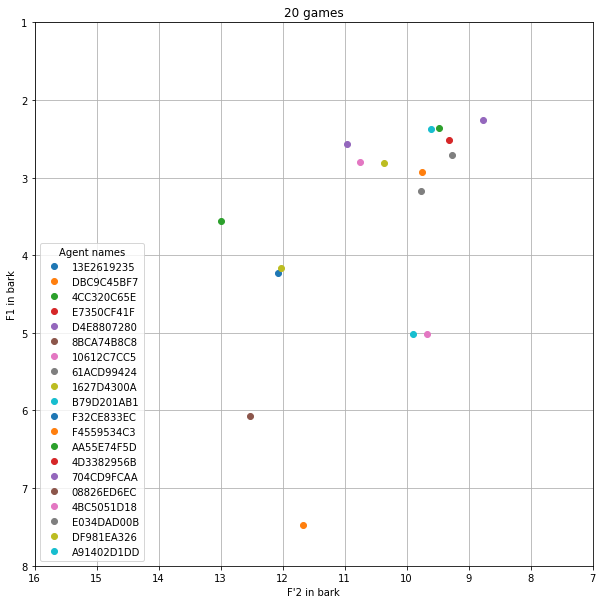 20 games
1
2
3
4
5
6
7
8
F1 in bark
Agent names
13E2619235
DBC9C45BF7
4CC320C65E
E7350CF41F
D4E8807280
8BCA74B8C8
10612C7CC5
61ACD99424
1627D4300A
B79D201AB1
F32CE833EC
F4559534C3
AA55E74F5D
4D3382956B
704CD9FCAA
08826ED6EC
4BC5051D18
E034DAD00B
DF981EA326
A91402D1DD
16 15 14 13 12 11 10 9 8 7
F'2 in bark